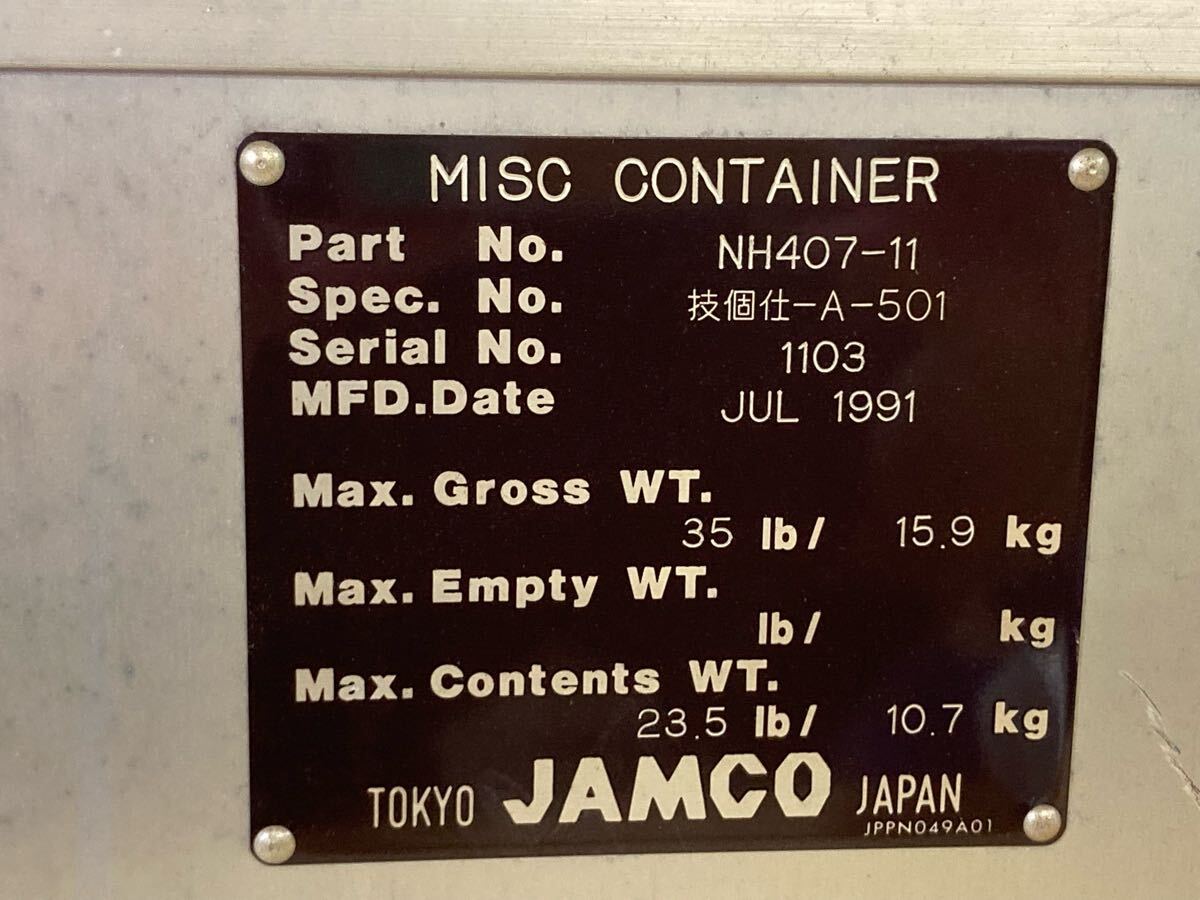 MISC CONTAINER
Part No. NH407-11
Spec. No. 技個仕-A-501
Serial No. 1103
MFD.Date JUL 1991
Max. Gross WT.
35 lb/ 15.9 kg
Max. Empty WT.
lb/ kg
Max. Contents WT.
23.5 lb/ 10.7 kg
TOKYO JAMCO JAPAN
JPPN049A01